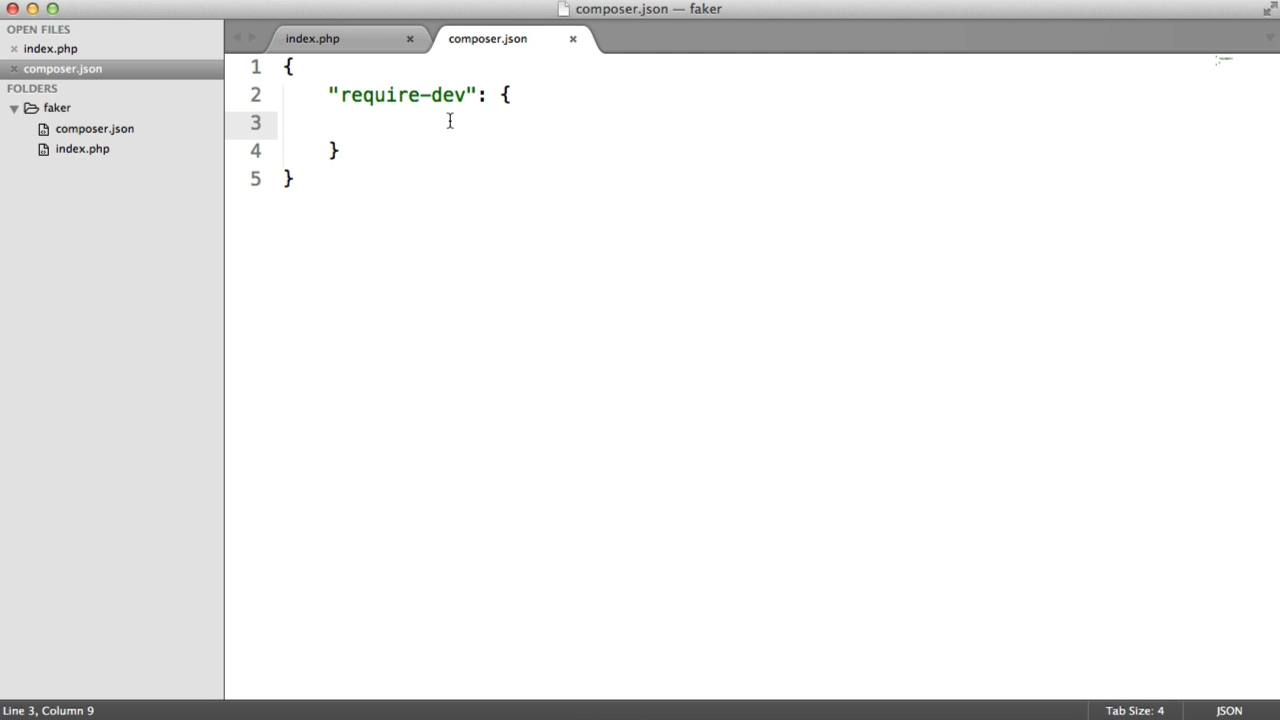 composer.json — faker
OPEN FILES
index.php
composer.json
FOLDERS
faker
composer.json
index.php
index.php
composer.json
1 {
2 "require-dev": {
3
4 }
5 }
Line 3, Column 9
Tab Size: 4
JSON